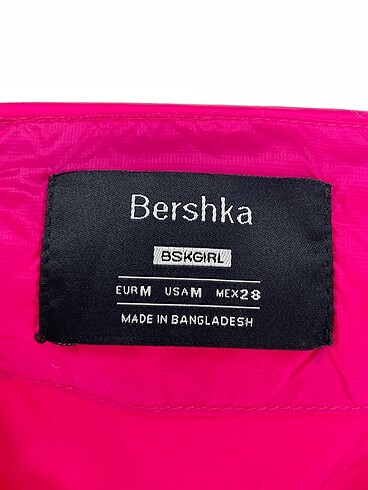 Bershka
BSKGIRL
EUR M USA M MEX 28
MADE IN BANGLADESH